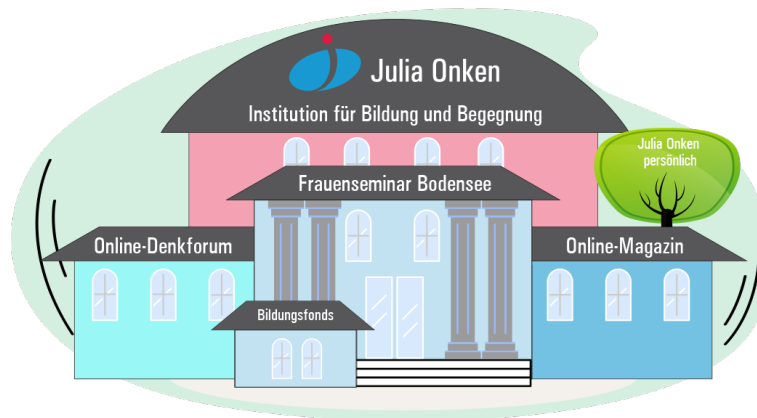 Julia Onken
Institution für Bildung und Begegnung
Julia Onken
persönlich
Frauenseminar Bodensee
Online-Denkforum
Online-Magazin
Bildungsfonds